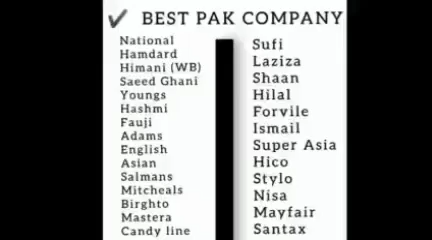 ✔ BEST PAK COMPANY
National
Hamdard
Himani (WB)
Saeed Ghani
Youngs
Hashmi
Fauji
Adams
English
Asian
Salmans
Mitcheals
Birghto
Mastera
Candy line
Sufi
Laziza
Shaan
Hilal
Forvile
Ismail
Super Asia
Hico
Stylo
Nisa
Mayfair
Santax